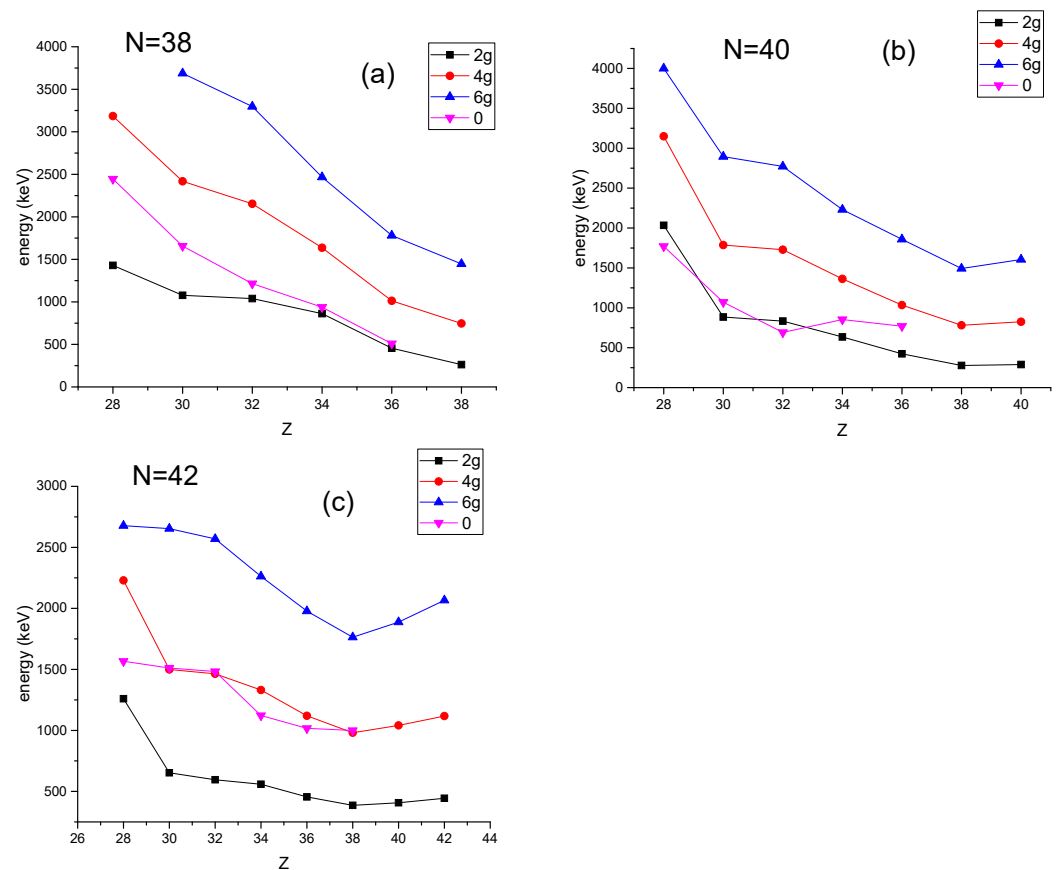 N=38
(a)
2g
4g
6g
0
4000
3500
3000
2500
2000
1500
1000
500
0
energy (keV)
28 30 32 34 36 38
Z
N=40
(b)
2g
4g
6g
0
4000
3500
3000
2500
2000
1500
1000
500
0
energy (keV)
28 30 32 34 36 38 40
Z
N=42
(c)
2g
4g
6g
0
3000
2500
2000
1500
1000
500
energy (keV)
26 28 30 32 34 36 38 40 42 44
Z